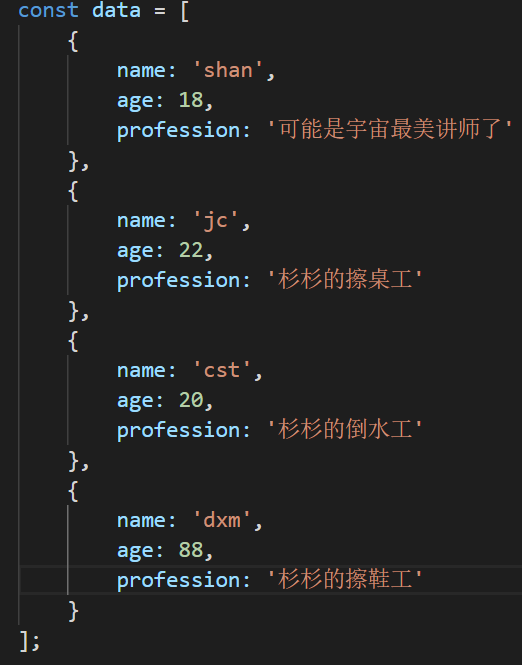 const data = [
    {
        name: 'shan',
        age: 18,
        profession: '可能是宇宙最美讲师了'
    },
    {
        name: 'jc',
        age: 22,
        profession: '杉杉的擦桌工'
    },
    {
        name: 'cst',
        age: 20,
        profession: '杉杉的倒水工'
    },
    {
        name: 'dxm',
        age: 88,
        profession: '杉杉的擦鞋工'
    }
];